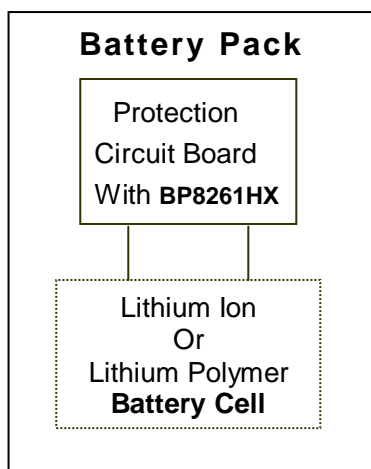 Battery Pack
Protection
Circuit Board
With BP8261HX
Lithium Ion
Or
Lithium Polymer
Battery Cell